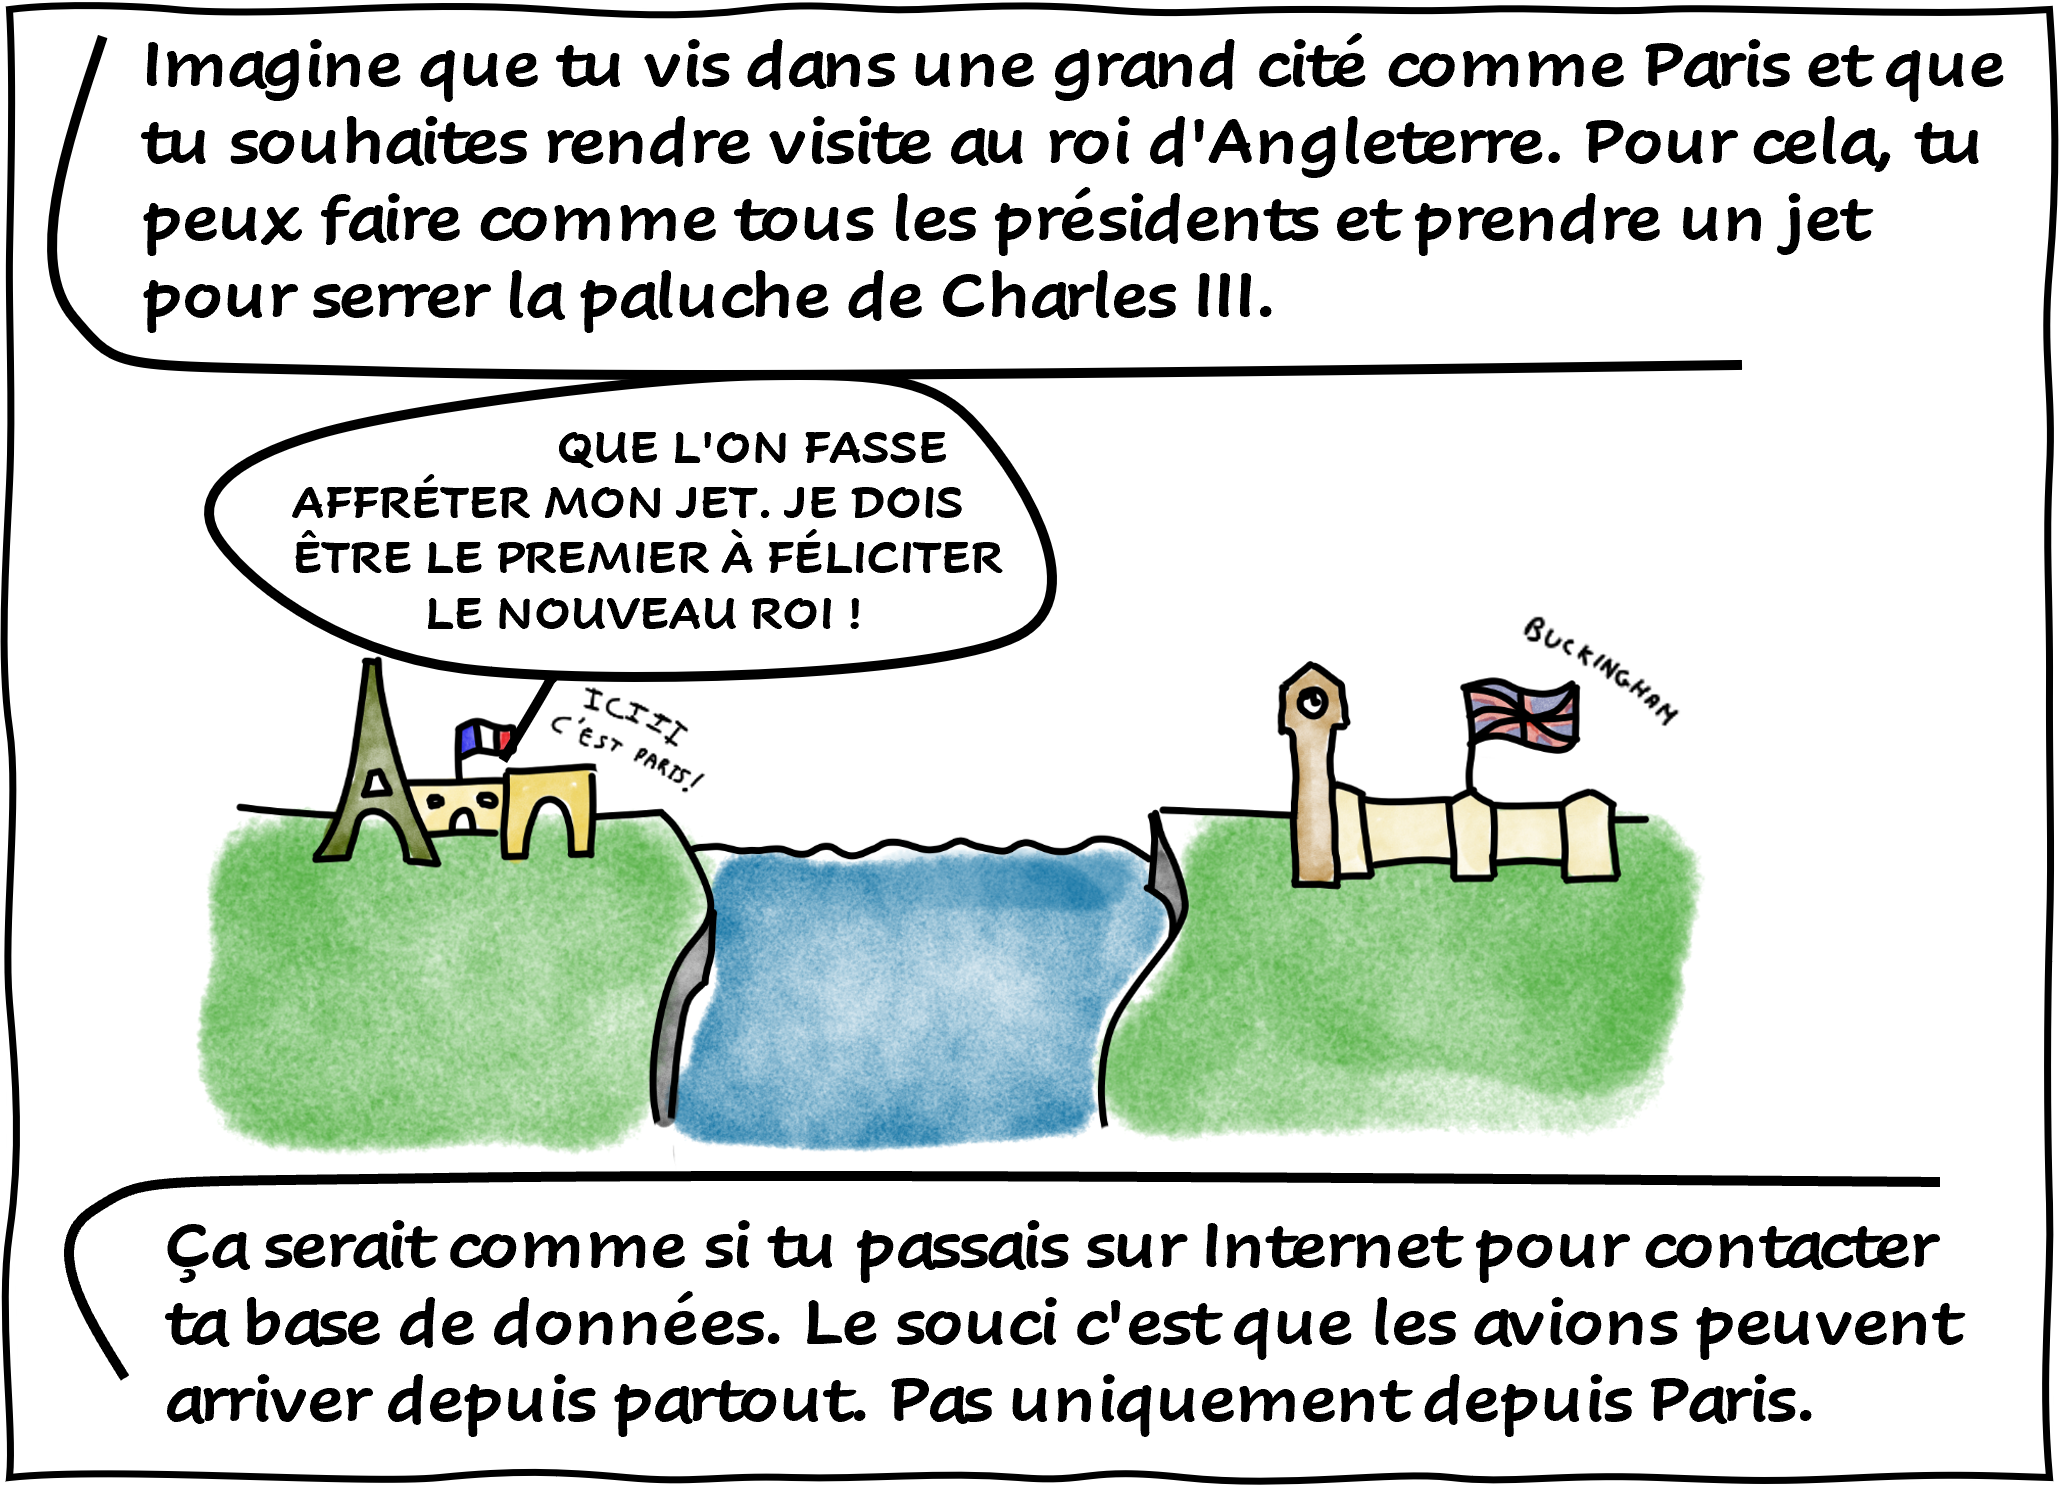 Imagine que tu vis dans une grand cité comme Paris et que
tu souhaites rendre visite au roi d'Angleterre. Pour cela, tu
peux faire comme tous les présidents et prendre un jet
pour serrer la paluche de Charles III.
QUE L'ON FASSE
AFFRÉTER MON JET. JE DOIS
ÊTRE LE PREMIER À FÉLICITER
LE NOUVEAU ROI !
ICIII
C'EST PARIS!
BUCKINGHAM
Ça serait comme si tu passais sur Internet pour contacter
ta base de données. Le souci c'est que les avions peuvent
arriver depuis partout. Pas uniquement depuis Paris.